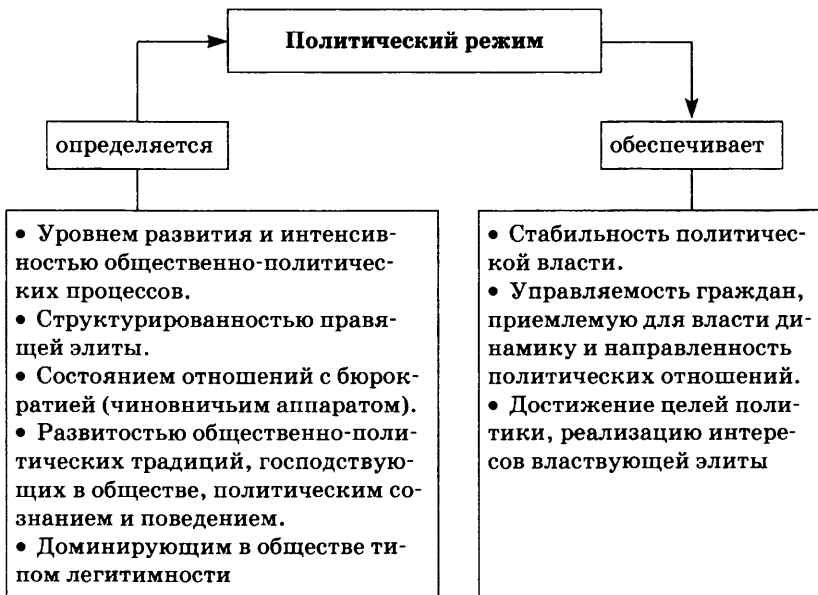 Политический режим
определяется
обеспечивает
• Уровнем развития и интенсив-
ностью общественно-политичес-
ких процессов.
• Структурированностью правя-
щей элиты.
• Состоянием отношений с бюрок-
ратией (чиновничьим аппаратом).
• Развитостью общественно-поли-
тических традиций, господствую-
щих в обществе, политическим со-
знанием и поведением.
• Доминирующим в обществе ти-
пом легитимности
• Стабильность политичес-
кой власти.
• Управляемость граждан,
приемлемую для власти ди-
намику и направленность
политических отношений.
• Достижение целей поли-
тики, реализацию интере-
сов властвующей элиты